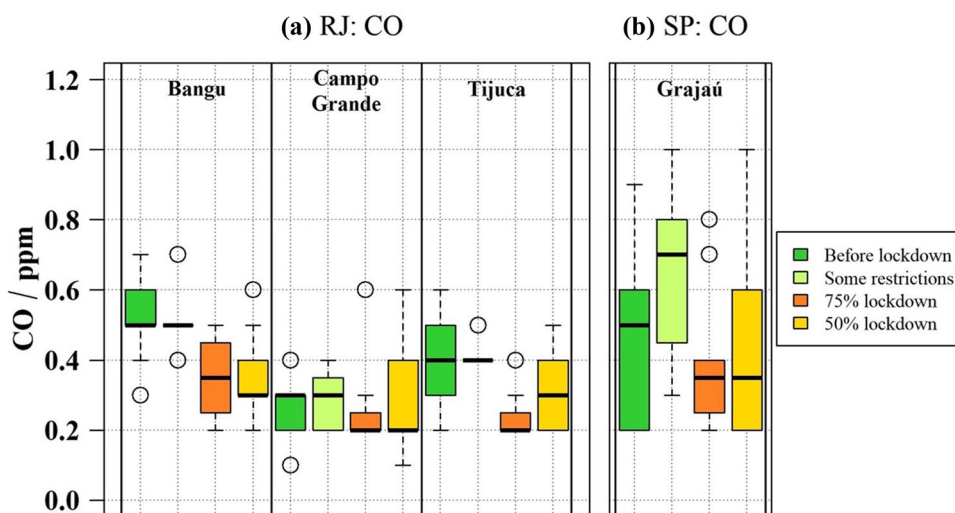 (a) RJ: CO
(b) SP: CO
CO / ppm
1.2
1.0
0.8
0.6
0.4
0.2
0.0
Bangu
Campo
Grande
Tijuca
Grajaú
Before lockdown
Some restrictions
75% lockdown
50% lockdown